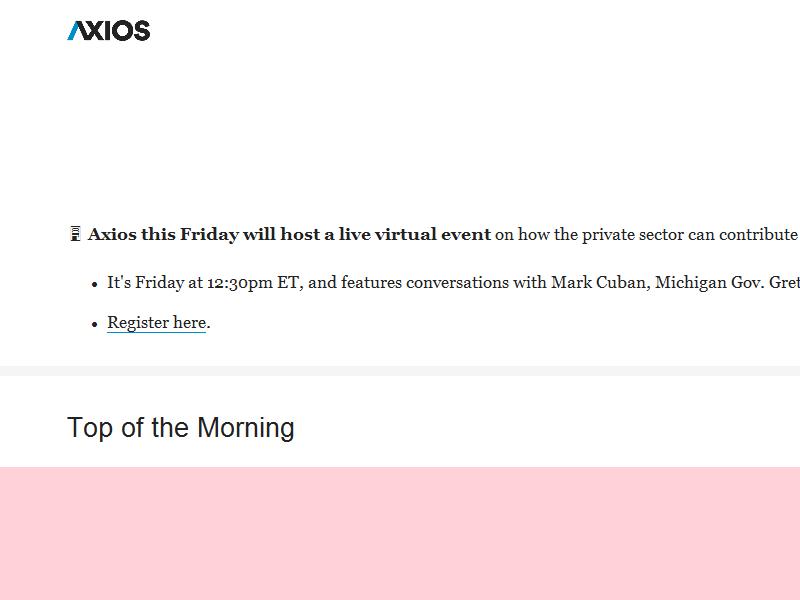 AXIOS
Axios this Friday will host a live virtual event on how the private sector can contribute
It's Friday at 12:30pm ET, and features conversations with Mark Cuban, Michigan Gov. Gret
Register here.
Top of the Morning